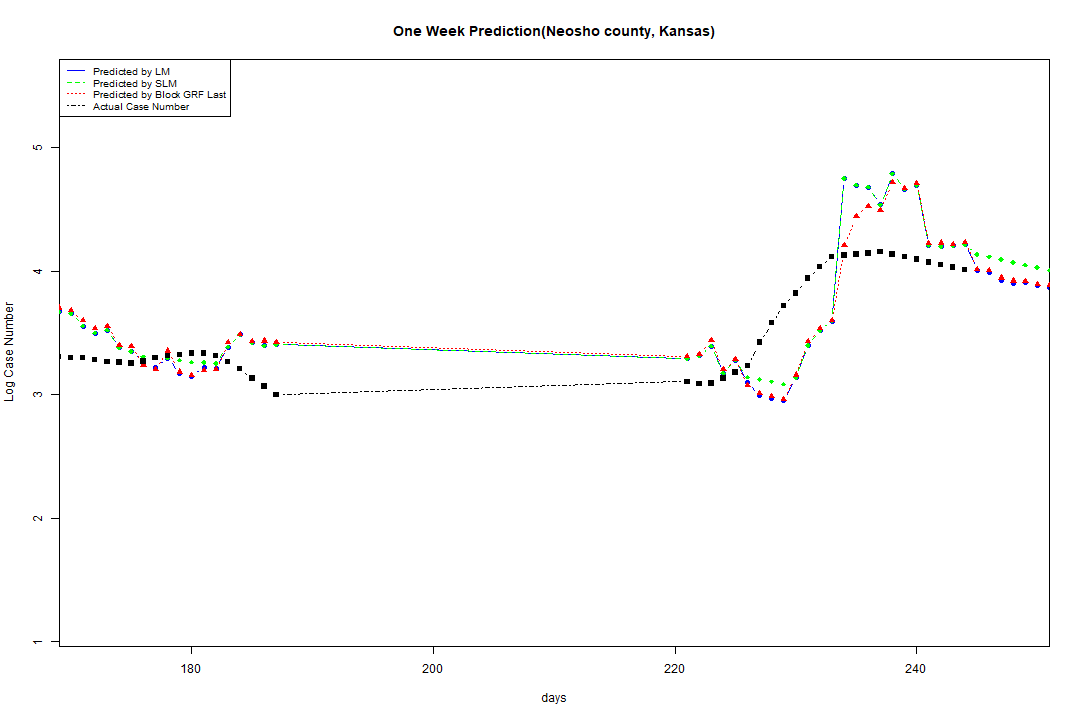 One Week Prediction(Neosho county, Kansas)
Predicted by LM
Predicted by SLM
Predicted by Block GRF Last
Actual Case Number
5
4
3
2
1
Log Case Number
180
200
220
240
days